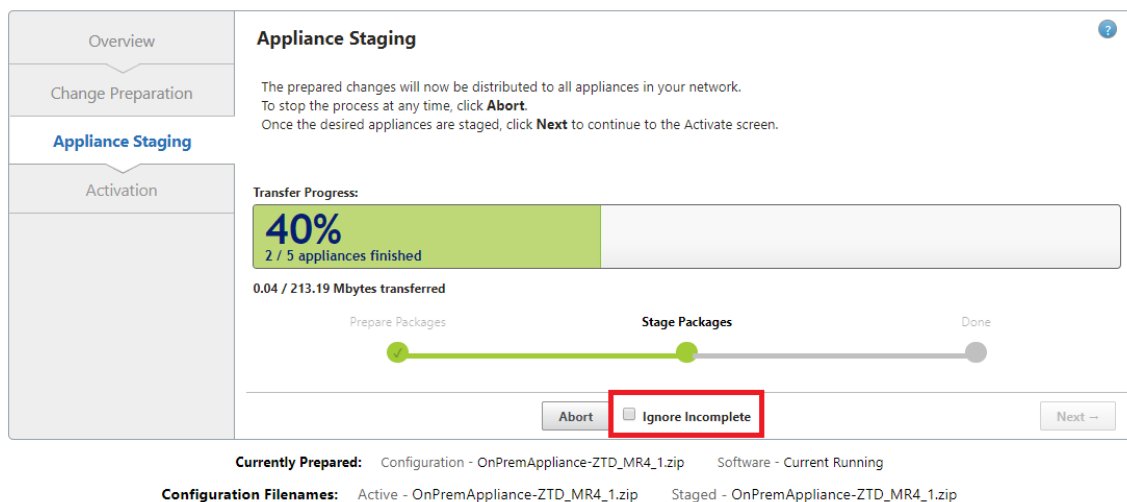 Overview
Change Preparation
Appliance Staging
Activation
Appliance Staging
?
The prepared changes will now be distributed to all appliances in your network.
To stop the process at any time, click Abort.
Once the desired appliances are staged, click Next to continue to the Activate screen.
Transfer Progress:
40%
2 / 5 appliances finished
0.04 / 213.19 Mbytes transferred
Prepare Packages Stage Packages Done
Abort Ignore Incomplete Next →
Currently Prepared: Configuration - OnPremAppliance-ZTD_MR4_1.zip Software - Current Running
Configuration Filenames: Active - OnPremAppliance-ZTD_MR4_1.zip Staged - OnPremAppliance-ZTD_MR4_1.zip